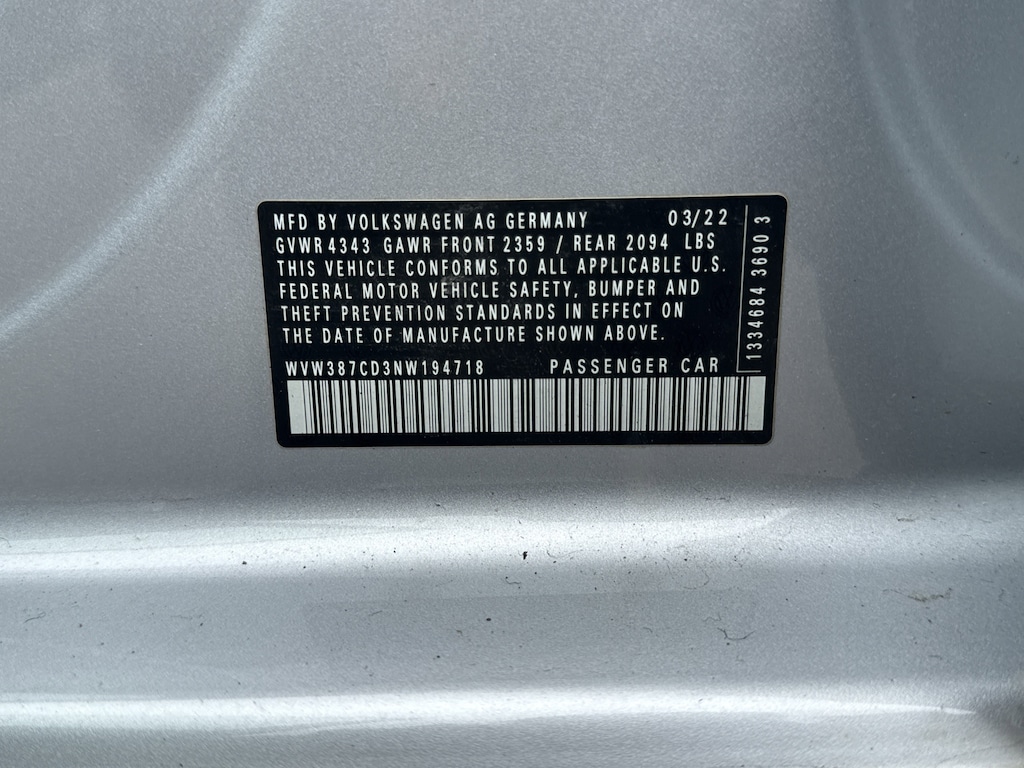 MFD BY VOLKSWAGEN AG GERMANY 03/22
GVWR 4343 GAWR FRONT 2359 / REAR 2094 LBS
THIS VEHICLE CONFORMS TO ALL APPLICABLE U.S.
FEDERAL MOTOR VEHICLE SAFETY, BUMPER AND
THEFT PREVENTION STANDARDS IN EFFECT ON
THE DATE OF MANUFACTURE SHOWN ABOVE.
WVW387CD3NW194718 PASSENGER CAR
1334684 3690 3